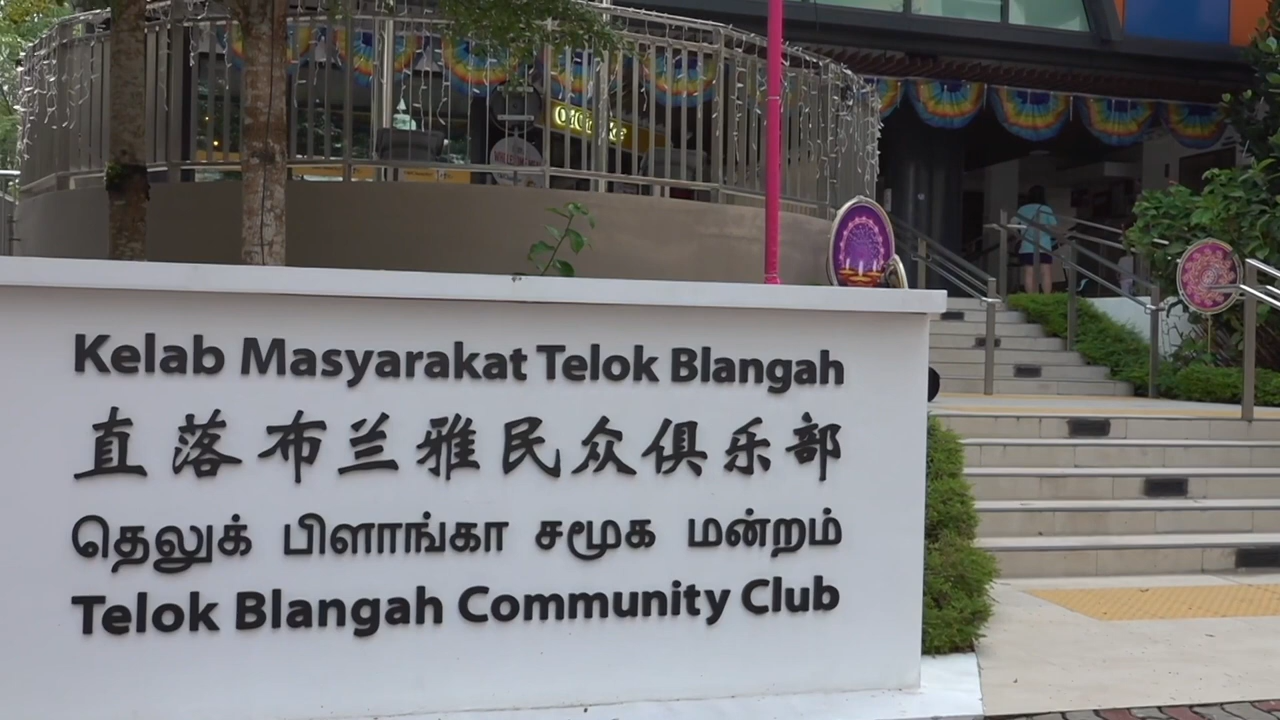 Kelab Masyarakat Telok Blangah
直落布兰雅民众俱乐部
தெலுக் பிளாங்கா சமூக மன்றம்
Telok Blangah Community Club